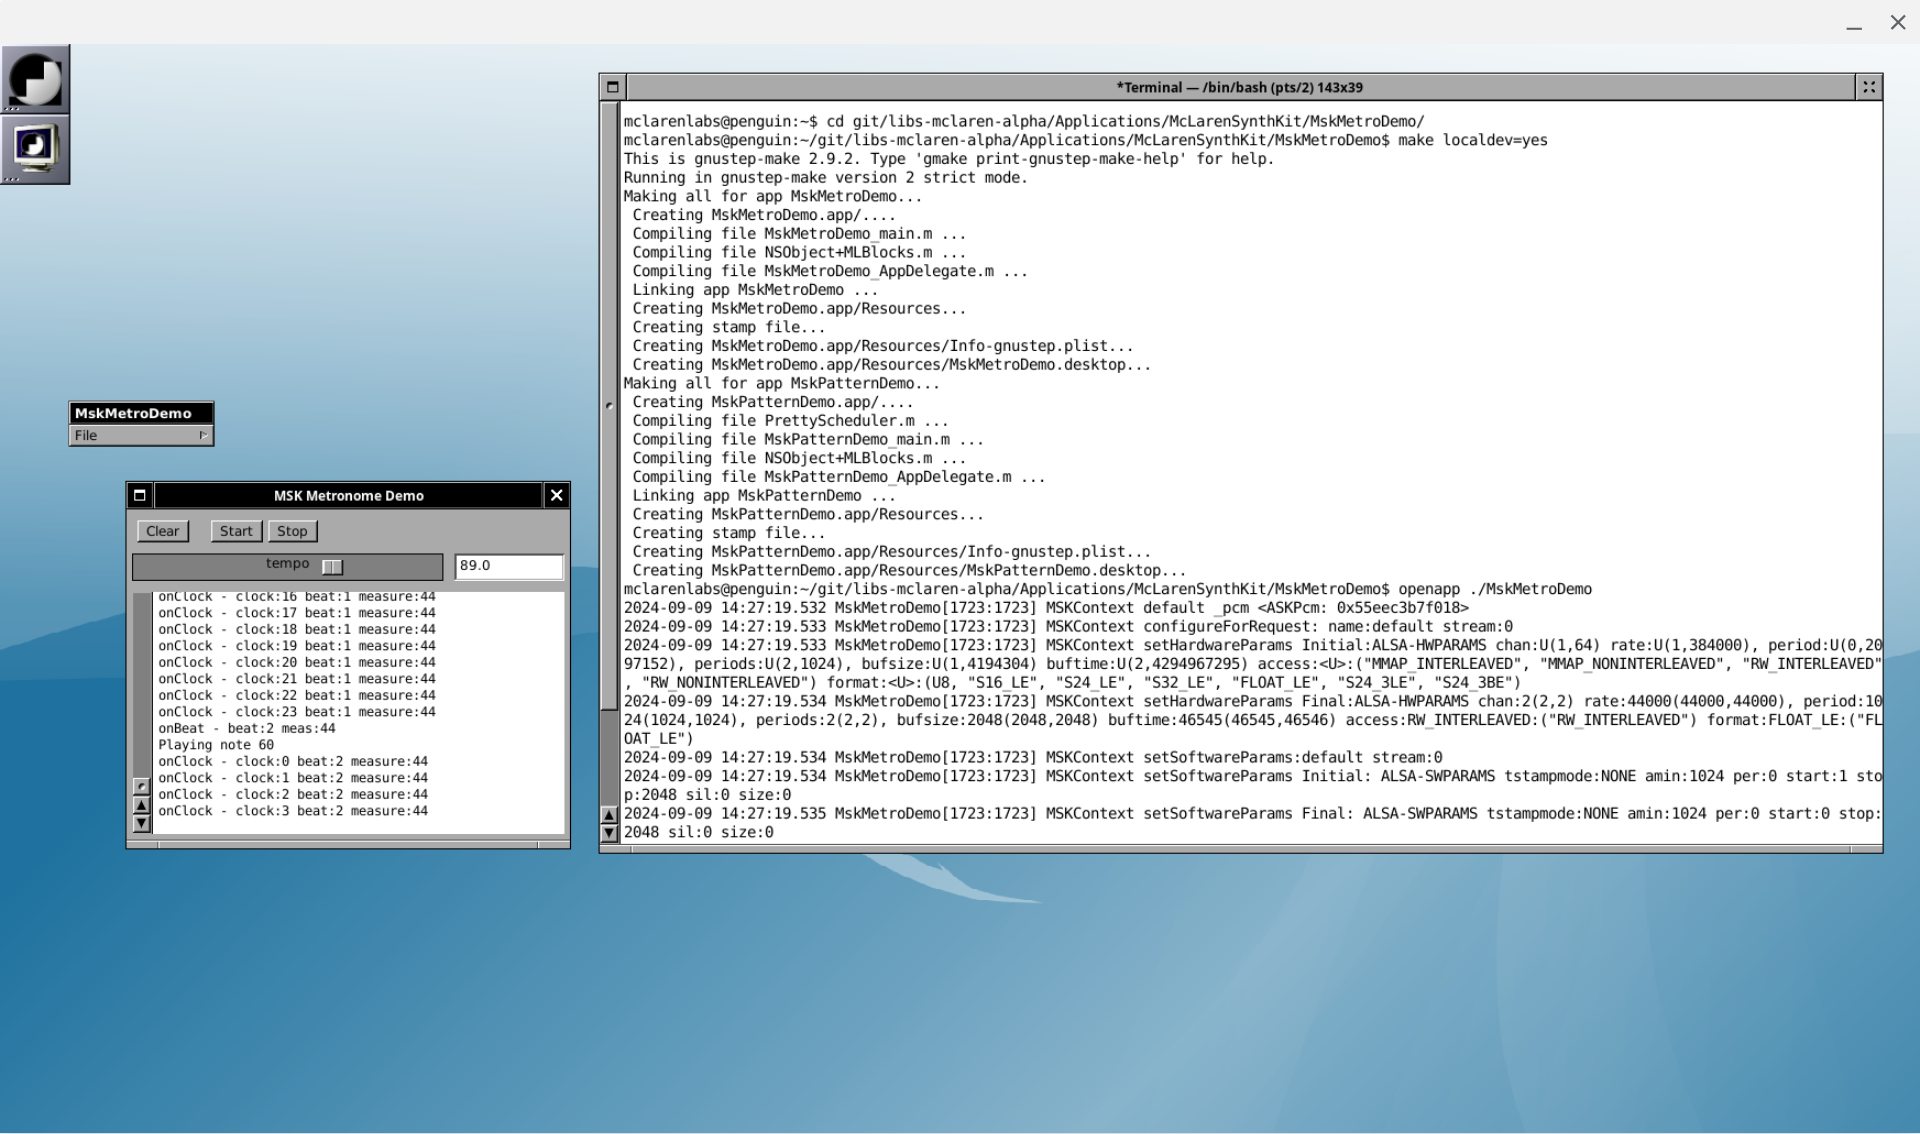 *Terminal — /bin/bash (pts/2) 143x39
mclarenlabs@penguin:~$ cd git/libs-mclaren-alpha/Applications/McLarenSynthKit/MskMetroDemo/
mclarenlabs@penguin:~/git/libs-mclaren-alpha/Applications/McLarenSynthKit/MskMetroDemo$ make localdev=yes
This is gnustep-make 2.9.2. Type 'gmake print-gnustep-make-help' for help.
Running in gnustep-make version 2 strict mode.
Making all for app MskMetroDemo...
Creating MskMetroDemo.app/....
Compiling file MskMetroDemo_main.m ...
Compiling file NSObject+MLBlocks.m ...
Compiling file MskMetroDemo_AppDelegate.m ...
Linking app MskMetroDemo ...
Creating MskMetroDemo.app/Resources...
Creating stamp file...
Creating MskMetroDemo.app/Resources/Info-gnustep.plist...
Creating MskMetroDemo.app/Resources/MskMetroDemo.desktop...
Making all for app MskPatternDemo...
Creating MskPatternDemo.app/....
Compiling file PrettyScheduler.m ...
Compiling file MskPatternDemo_main.m ...
Compiling file NSObject+MLBlocks.m ...
Compiling file MskPatternDemo_AppDelegate.m ...
Linking app MskPatternDemo ...
Creating MskPatternDemo.app/Resources...
Creating stamp file...
Creating MskPatternDemo.app/Resources/Info-gnustep.plist...
Creating MskPatternDemo.app/Resources/MskPatternDemo.desktop...
mclarenlabs@penguin:~/git/libs-mclaren-alpha/Applications/McLarenSynthKit/MskMetroDemo$ openapp ./MskMetroDemo
2024-09-09 14:27:19.532 MskMetroDemo[1723:1723] MSKContext default _pcm <ASKPcm: 0x55eec3b7f018>
2024-09-09 14:27:19.533 MskMetroDemo[1723:1723] MSKContext configureForRequest: name:default stream:0
2024-09-09 14:27:19.533 MskMetroDemo[1723:1723] MSKContext setHardwareParams Initial:ALSA-HWPARAMS chan:U(1,64) rate:U(1,384000), period:U(0,20
97152), periods:U(2,1024), bufsize:U(1,4194304) buftime:U(2,4294967295) access:<U>:("MMAP_INTERLEAVED", "MMAP_NONINTERLEAVED", "RW_INTERLEAVED"
, "RW_NONINTERLEAVED") format:<U>:(U8, "S16_LE", "S24_LE", "S32_LE", "FLOAT_LE", "S24_3LE", "S24_3BE")
2024-09-09 14:27:19.534 MskMetroDemo[1723:1723] MSKContext setHardwareParams Final:ALSA-HWPARAMS chan:2(2,2) rate:44000(44000,44000), period:10
24(1024,1024), periods:2(2,2), bufsize:2048(2048,2048) buftime:46545(46545,46546) access:RW_INTERLEAVED:("RW_INTERLEAVED") format:FLOAT_LE:("FL
OAT_LE")
2024-09-09 14:27:19.534 MskMetroDemo[1723:1723] MSKContext setSoftwareParams:default stream:0
2024-09-09 14:27:19.534 MskMetroDemo[1723:1723] MSKContext setSoftwareParams Initial: ALSA-SWPARAMS tstampmode:NONE amin:1024 per:0 start:1 sto
p:2048 sil:0 size:0
2024-09-09 14:27:19.535 MskMetroDemo[1723:1723] MSKContext setSoftwareParams Final: ALSA-SWPARAMS tstampmode:NONE amin:1024 per:0 start:0 stop:
2048 sil:0 size:0
MskMetroDemo
File
MSK Metronome Demo
Clear Start Stop
tempo 89.0
onClock - clock:16 beat:1 measure:44
onClock - clock:17 beat:1 measure:44
onClock - clock:18 beat:1 measure:44
onClock - clock:19 beat:1 measure:44
onClock - clock:20 beat:1 measure:44
onClock - clock:21 beat:1 measure:44
onClock - clock:22 beat:1 measure:44
onClock - clock:23 beat:1 measure:44
onBeat - beat:2 meas:44
Playing note 60
onClock - clock:0 beat:2 measure:44
onClock - clock:1 beat:2 measure:44
onClock - clock:2 beat:2 measure:44
onClock - clock:3 beat:2 measure:44